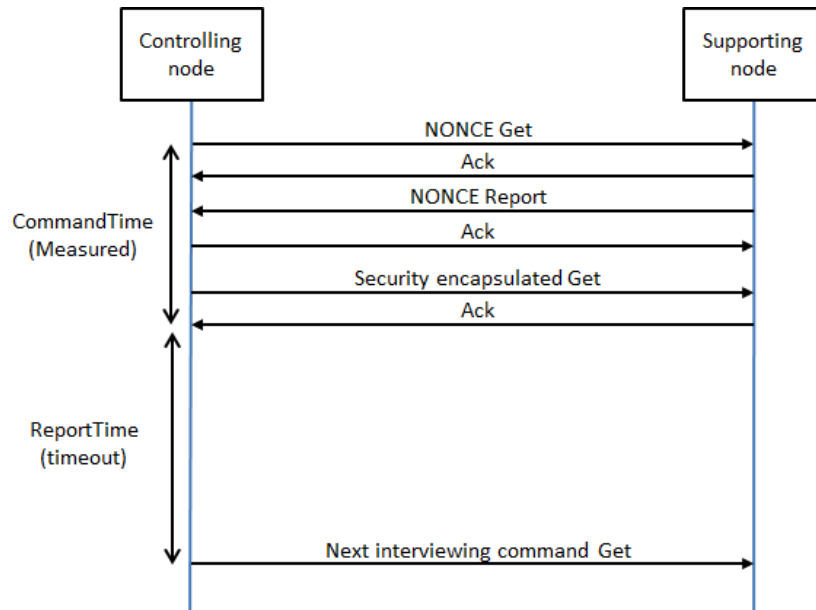 Controlling
node
Supporting
node
NONCE Get
Ack
NONCE Report
CommandTime
(Measured)
Ack
Security encapsulated Get
Ack
ReportTime
(timeout)
Next interviewing command Get